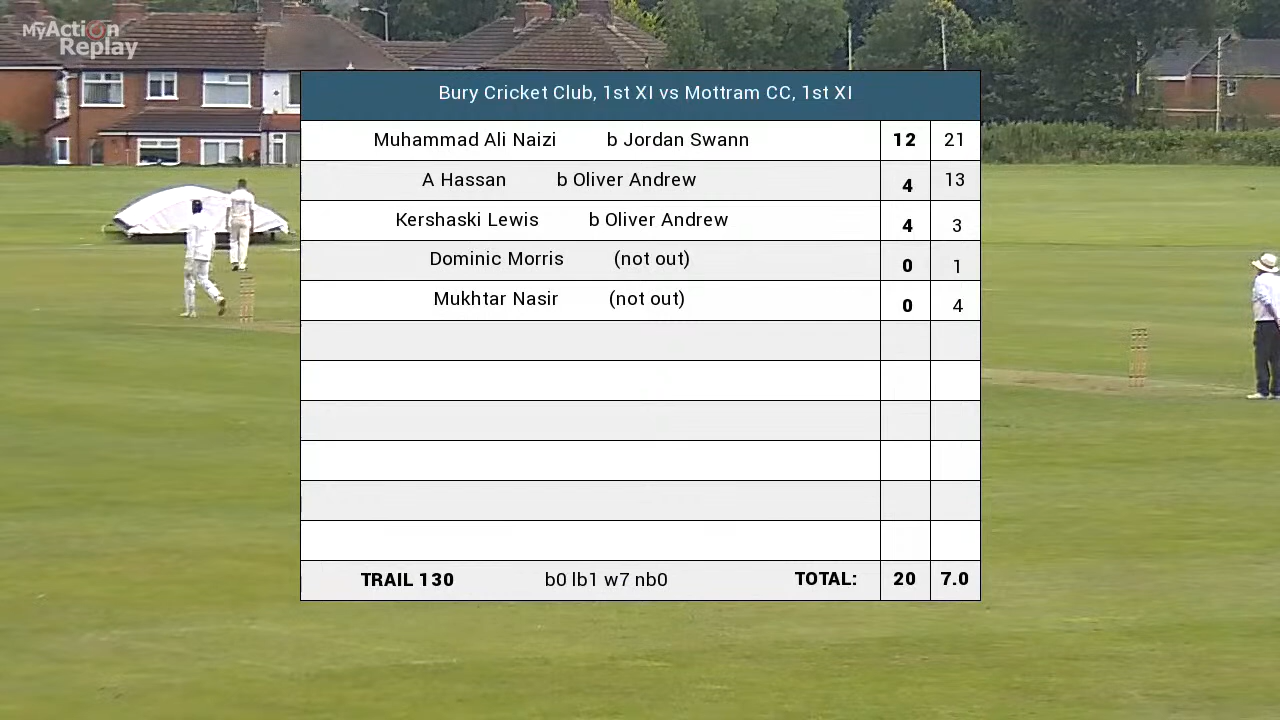 MyAction
Replay
Bury Cricket Club, 1st XI vs Mottram CC, 1st XI
Muhammad Ali Naizi b Jordan Swann 12 21
A Hassan b Oliver Andrew 4 13
Kershaski Lewis b Oliver Andrew 4 3
Dominic Morris (not out) 0 1
Mukhtar Nasir (not out) 0 4
TRAIL 130 b0 lb1 w7 nb0 TOTAL: 20 7.0